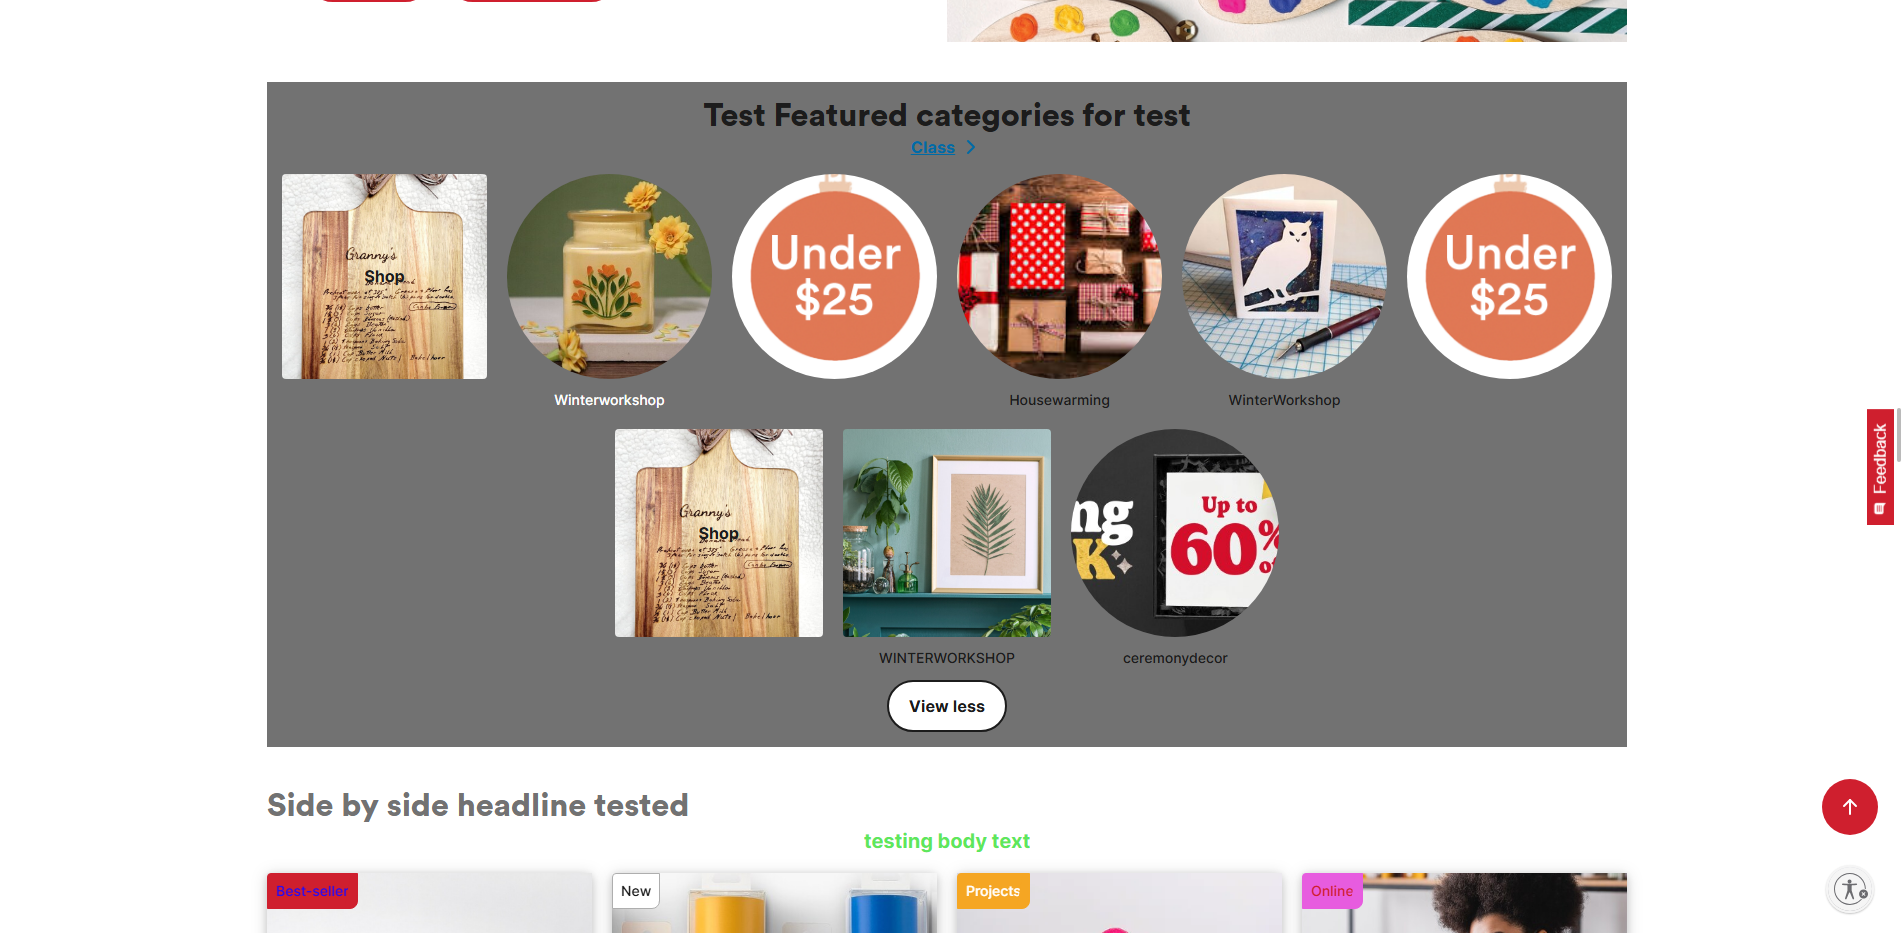 Test Featured categories for test
Class
Granny's
Shop
Under
$25
Under
$25
Winterworkshop
Housewarming
WinterWorkshop
Granny's
Shop
ng
K
Up to
60%
WINTERWORKSHOP
ceremonydecor
View less
Feedback
Side by side headline tested
testing body text
Best-seller
New
Projects
Online